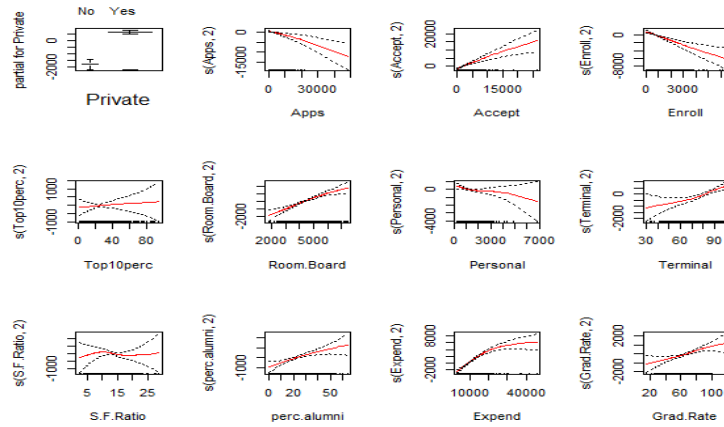 No Yes
partial for Private
-2000 0
Private
s(Apps, 2)
-15000 0
0 30000
Apps
s(Accept, 2)
0 20000
0 15000
Accept
s(Enroll, 2)
-8000 0
0 3000
Enroll
s(Top10perc, 2)
-1000 1000
0 20 40 60 80
Top10perc
s(Room.Board, 2)
-2000
2000 5000
Room.Board
s(Personal, 2)
-4000 0
0 3000 7000
Personal
s(Terminal, 2)
-2000 0
30 60 90
Terminal
s(S.F.Ratio, 2)
-1000
5 15 25
S.F.Ratio
s(perc.alumni, 2)
-1000
0 20 50
perc.alumni
s(Expend, 2)
-2000 8000
10000 40000
Expend
s(Grad.Rate, 2)
-2000 2000
20 60 100
Grad.Rate